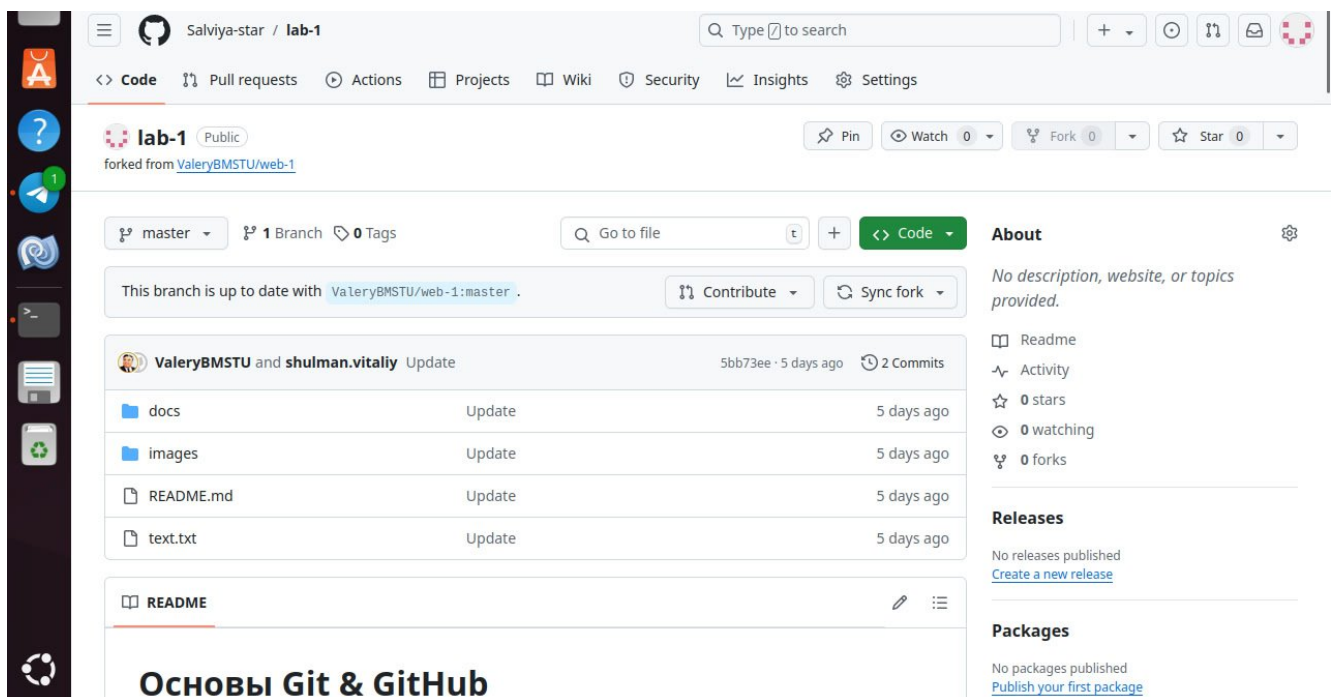 Salviya-star / lab-1
Type / to search
Code Pull requests Actions Projects Wiki Security Insights Settings
lab-1 Public
Pin Watch 0 Fork 0 Star 0
forked from ValeryBMSTU/web-1
1
master 1 Branch 0 Tags
Go to file t
Code
This branch is up to date with ValeryBMSTU/web-1:master .
Contribute Sync fork
ValeryBMSTU and shulman.vitaliy Update 5bb73ee · 5 days ago 2 Commits
docs Update 5 days ago
images Update 5 days ago
README.md Update 5 days ago
text.txt Update 5 days ago
README
Основы Git & GitHub
About
No description, website, or topics
provided.
Readme
Activity
0 stars
0 watching
0 forks
Releases
No releases published
Create a new release
Packages
No packages published
Publish your first package